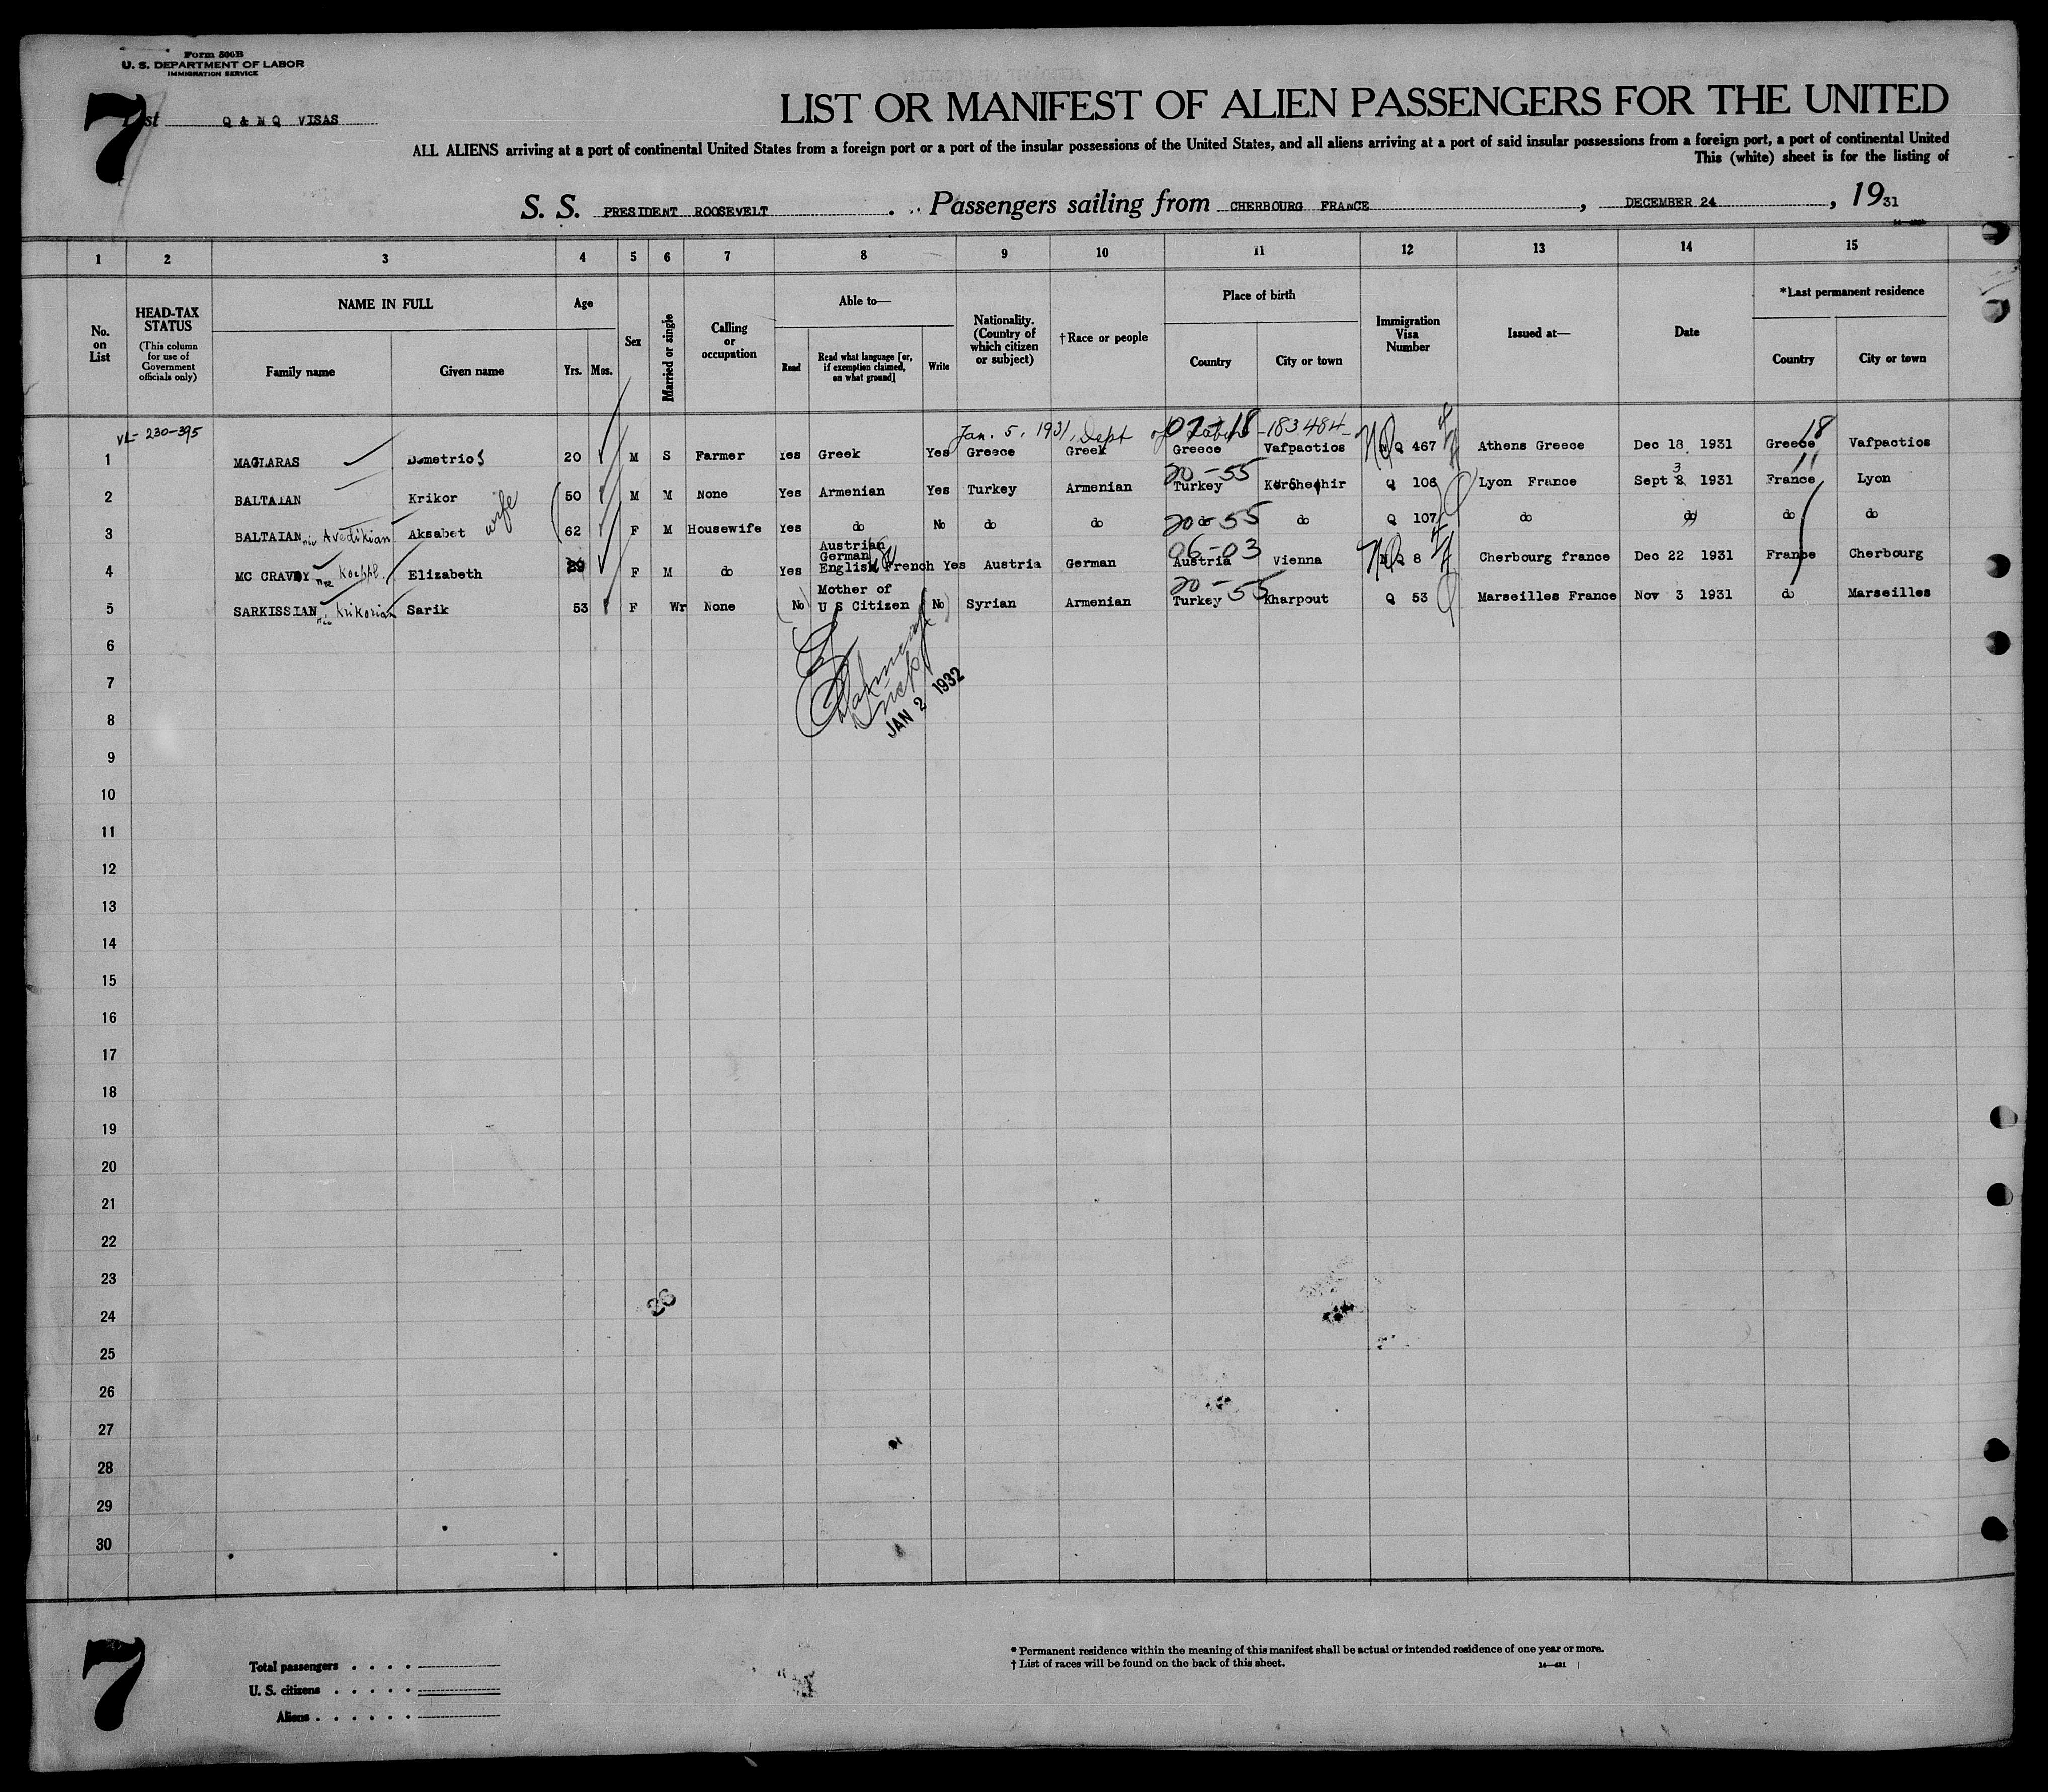 Form 500B
U. S. DEPARTMENT OF LABOR
IMMIGRATION SERVICE
7
List Q & N Q VISAS
LIST OR MANIFEST OF ALIEN PASSENGERS FOR THE UNITED
ALL ALIENS arriving at a port of continental United States from a foreign port or a port of the insular possessions of the United States, and all aliens arriving at a port of said insular possessions from a foreign port, a port of continental United
This (white) sheet is for the listing of
S. S. PRESIDENT ROOSEVELT. Passengers sailing from CHERBOURG FRANCE, DECEMBER 24, 1931
1 2 3 4 5 6 7 8 9 10 11 12 13 14 15
No. on List
HEAD-TAX STATUS
(This column for use of Government officials only)
NAME IN FULL
Family name Given name
Age
Yrs. Mos.
Sex
Married or single
Calling or occupation
Able to—
Read
Read what language [or, if exemption claimed, on what ground]
Write
Nationality. (Country of which citizen or subject)
†Race or people
Place of birth
Country City or town
Immigration Visa Number
Issued at—
Date
*Last permanent residence
Country City or town
VL-230-395 Jan. 5, 1931, Dept of Labor 07-18 -183484- 18
1 MAGLARAS Demetrios 20 M S Farmer Yes Greek Yes Greece Greek Greece Vafpactios NQ 467 Athens Greece Dec 18 1931 Greece Vafpactios
20-55 3 11
2 BALTAIAN Krikor 50 M M None Yes Armenian Yes Turkey Armenian Turkey Q 106 Lyon France Sept 1931 France Lyon
3 BALTAIAN Avedikian Aksabet wife 62 F M Housewife Yes do No do do do 20-55 do Q 107 do do do do
Austrian
German 06-03
4 MC CRAVDY nee Elizabeth 29 F M do Yes English French Yes Austria German Austria Vienna NQ 8 Cherbourg france Dec 22 1931 France Cherbourg
Mother of 20-55
5 SARKISSIAN Krikorian Sarik 53 F Wr None No U S Citizen No Syrian Armenian Turkey Kharpout Q 53 Marseilles France Nov 3 1931 do Marseilles
6
7
JAN 2 1932
8
9
10
11
12
13
14
15
16
17
18
19
20
21
22
23
26
24
25
26
27
28
29
30
7
Total passengers
U. S. citizens
Aliens
* Permanent residence within the meaning of this manifest shall be actual or intended residence of one year or more.
† List of races will be found on the back of this sheet.